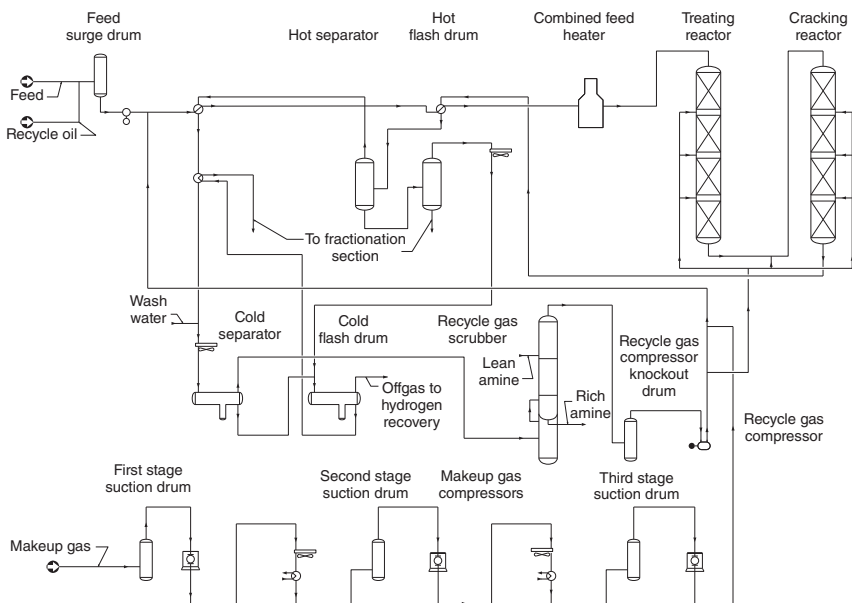 Feed
surge drum
Hot separator
Hot
flash drum
Combined feed
heater
Treating
reactor
Cracking
reactor
Feed
Recycle oil
To fractionation
section
Wash
water
Cold
separator
Cold
flash drum
Recycle gas
scrubber
Lean
amine
Recycle gas
compressor
knockout
drum
Offgas to
hydrogen
recovery
Rich
amine
Recycle gas
compressor
First stage
suction drum
Second stage
suction drum
Makeup gas
compressors
Third stage
suction drum
Makeup gas